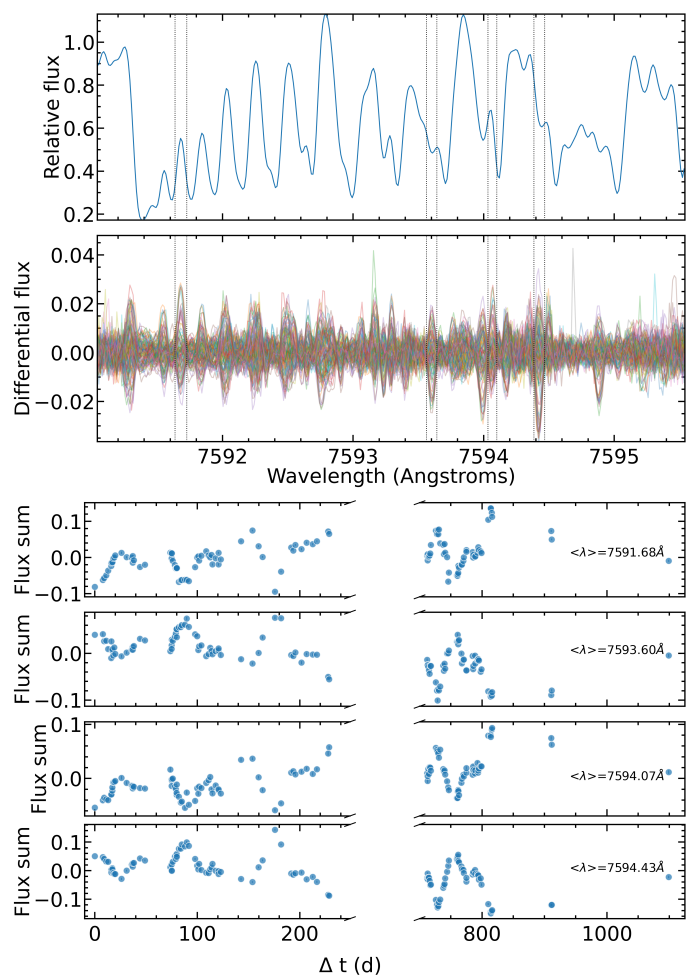 1.0
0.8
0.6
0.4
0.2
Relative flux
0.04
0.02
0.00
−0.02
Differential flux
7592 7593 7594 7595
Wavelength (Angstroms)
0.1
0.0
−0.1
Flux sum
<λ>=7591.68Å
0.0
−0.1
Flux sum
<λ>=7593.60Å
0.1
0.0
Flux sum
<λ>=7594.07Å
0.1
0.0
−0.1
Flux sum
<λ>=7594.43Å
0 100 200 800 1000
Δ t (d)